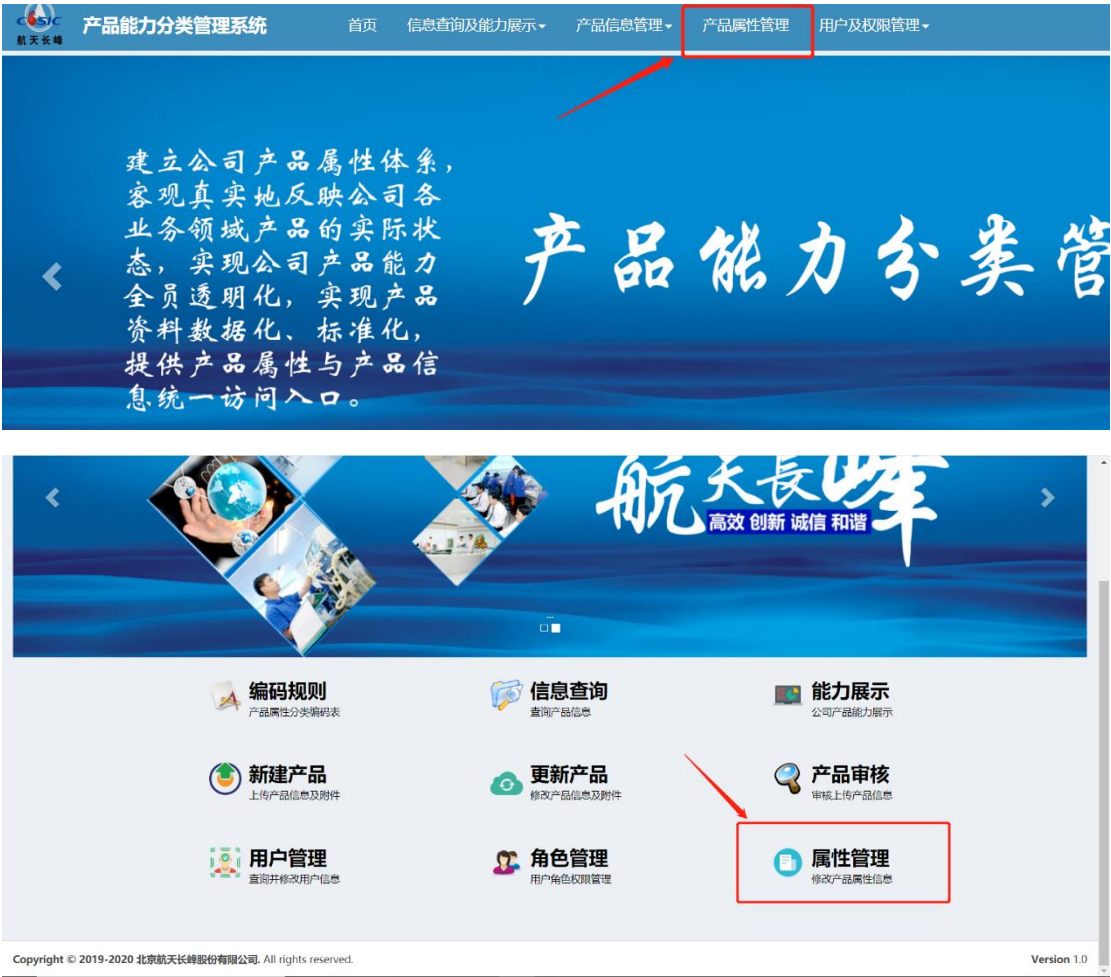 CASIC
航天长峰
产品能力分类管理系统
首页
信息查询及能力展示
产品信息管理
产品属性管理
用户及权限管理
建立公司产品属性体系，
客观真实地反映公司各
业务领域产品的实际状
态，实现公司产品能力
全员透明化，实现产品
资料数据化、标准化，
提供产品属性与产品信
息统一访问入口。
产品能力分类管
航天長峰
高效 创新 诚信 和谐
...
编码规则
产品属性分类编码表
信息查询
查询产品信息
能力展示
公司产品能力展示
新建产品
上传产品信息及附件
更新产品
修改产品信息及附件
产品审核
审核上传产品信息
用户管理
查询并修改用户信息
角色管理
用户角色权限管理
属性管理
修改产品属性信息
Copyright © 2019-2020 北京航天长峰股份有限公司. All rights reserved.
Version 1.0